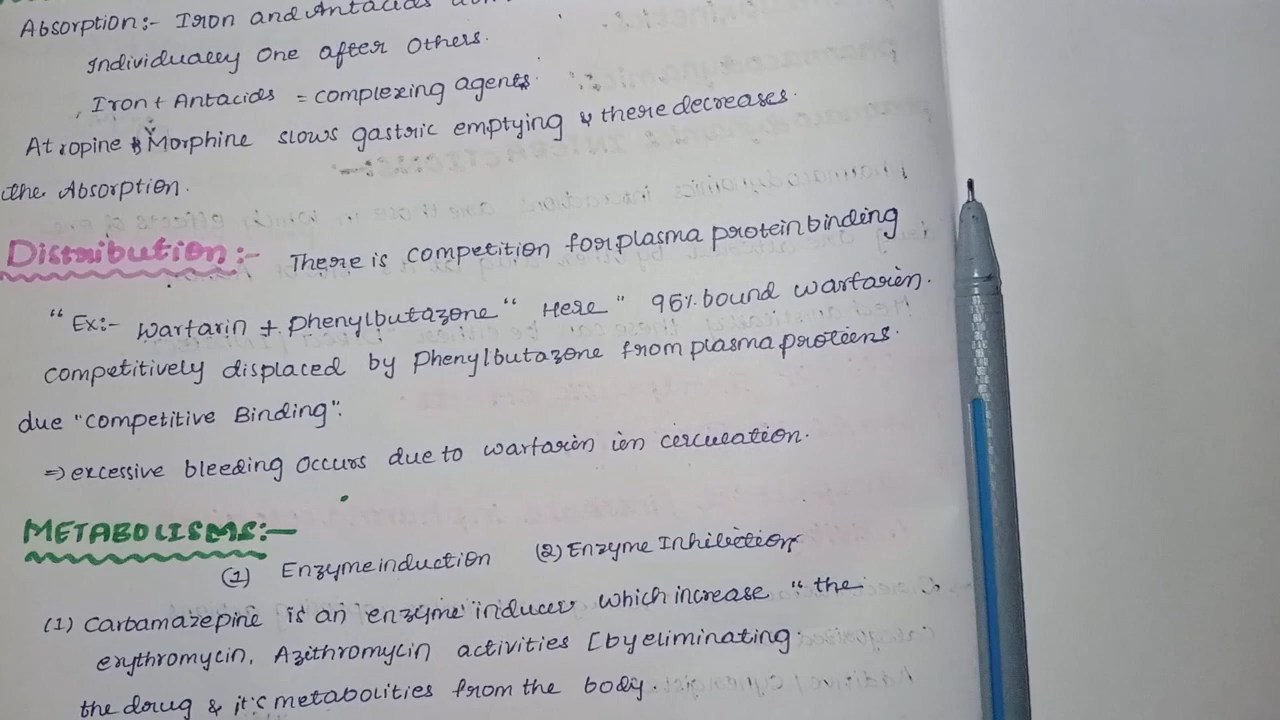 Absorption:- Iron and Antacids
Individually One after Others.
Iron + Antacids = complexing agents.
Atropine & Morphine slows gastric emptying & there decreases
the Absorption.
Distribution:- There is competition for plasma protein binding
"Ex:- Warfarin + Phenylbutazone" Here " 96% bound warfarin.
competitively displaced by Phenylbutazone from plasma proteins.
due "Competitive Binding".
⇒ excessive bleeding occurs due to warfarin in circulation.
METABOLISMS:-
(1) Enzyme induction (2) Enzyme Inhibition
(1) Carbamazepine is an enzyme inducer which increase " the
erythromycin, Azithromycin activities [by eliminating
the drug & it's metabolities from the body.